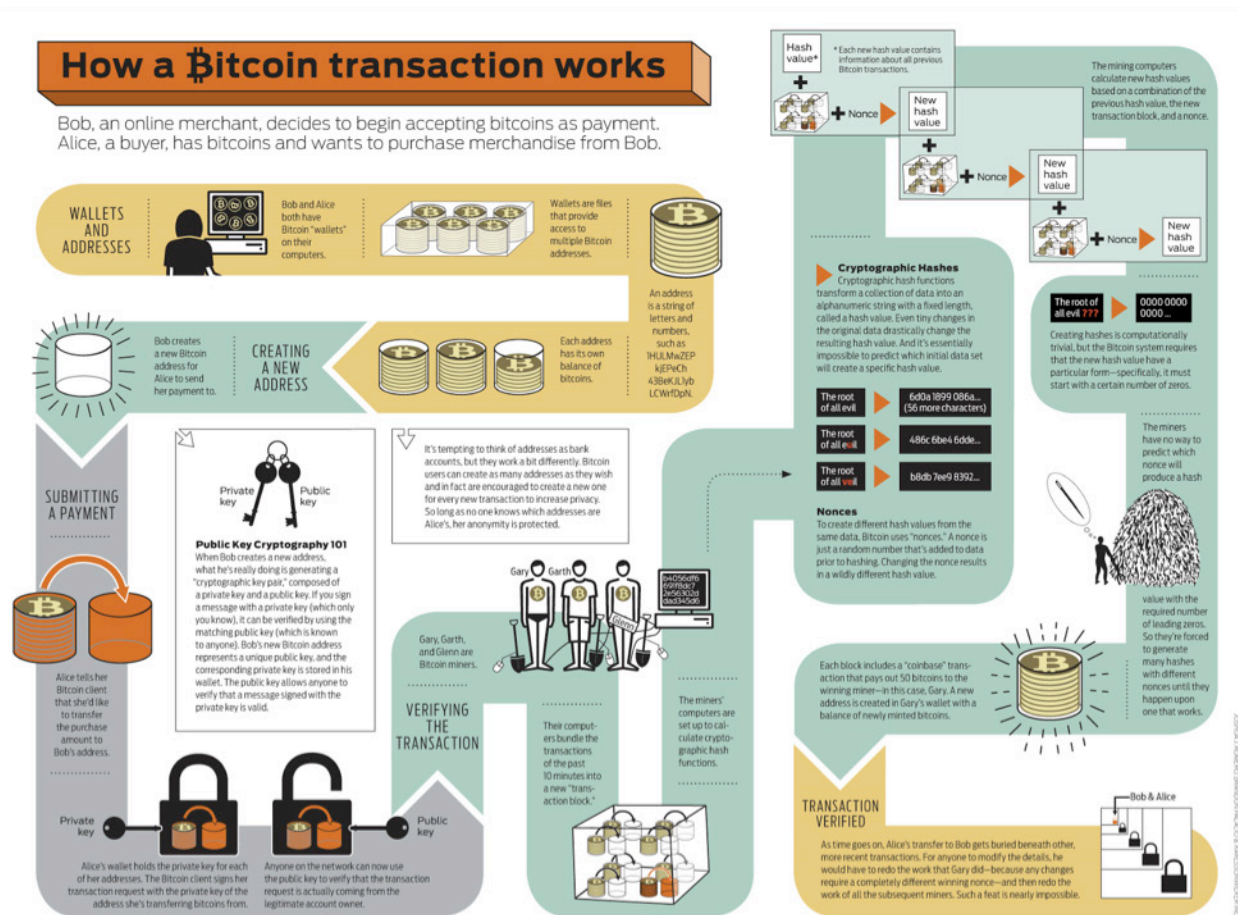 How a Bitcoin transaction works
Bob, an online merchant, decides to begin accepting bitcoins as payment.
Alice, a buyer, has bitcoins and wants to purchase merchandise from Bob.
WALLETS
AND
ADDRESSES
Bob and Alice
both have
Bitcoin "wallets"
on their
computers.
Wallets are files
that provide
access to
multiple Bitcoin
addresses.
An address
is a string of
letters and
numbers,
such as
1HULMwZEP
kjEPeCh
43BeKJL1yb
LCWrfDpN.
Each address
has its own
balance of
bitcoins.
CREATING
A NEW
ADDRESS
Bob creates
a new Bitcoin
address for
Alice to send
her payment to.
Private
key
Public
key
Public Key Cryptography 101
When Bob creates a new address,
what he's really doing is generating a
"cryptographic key pair," composed of
a private key and a public key. If you sign
a message with a private key (which only
you know), it can be verified by using the
matching public key (which is known
to anyone). Bob's new Bitcoin address
represents a unique public key, and the
corresponding private key is stored in his
wallet. The public key allows anyone to
verify that a message signed with the
private key is valid.
It's tempting to think of addresses as bank
accounts, but they work a bit differently. Bitcoin
users can create as many addresses as they wish
and in fact are encouraged to create a new one
for every new transaction to increase privacy.
So long as no one knows which addresses are
Alice's, her anonymity is protected.
SUBMITTING
A PAYMENT
Alice tells her
Bitcoin client
that she'd like
to transfer
the purchase
amount to
Bob's address.
Private
key
Public
key
Alice's wallet holds the private key for each
of her addresses. The Bitcoin client signs her
transaction request with the private key of the
address she's transferring bitcoins from.
Anyone on the network can now use
the public key to verify that the transaction
request is actually coming from the
legitimate account owner.
VERIFYING
THE
TRANSACTION
Gary, Garth,
and Glenn are
Bitcoin miners.
Gary
Garth
Glenn
b4056df6
691f8dc7
2e56302d
dad345d6
Their comput-
ers bundle the
transactions
of the past
10 minutes into
a new "trans-
action block."
The miners'
computers are
set up to cal-
culate crypto-
graphic hash
functions.
Hash
value*
* Each new hash value contains
information about all previous
Bitcoin transactions.
+
+ Nonce
New
hash
value
+
+ Nonce
New
hash
value
+
+ Nonce
New
hash
value
The mining computers
calculate new hash values
based on a combination of the
previous hash value, the new
transaction block, and a nonce.
Cryptographic Hashes
Cryptographic hash functions
transform a collection of data into an
alphanumeric string with a fixed length,
called a hash value. Even tiny changes in
the original data drastically change the
resulting hash value. And it's essentially
impossible to predict which initial data set
will create a specific hash value.
The root
of all evil
6d0a 1899 086a...
(56 more characters)
The root
of all euil
486c 6be4 6dde...
The root
of all veil
b8db 7ee9 8392...
Nonces
To create different hash values from the
same data, Bitcoin uses "nonces." A nonce is
just a random number that's added to data
prior to hashing. Changing the nonce results
in a wildly different hash value.
The root of
all evil ???
0000 0000
0000 ...
Creating hashes is computationally
trivial, but the Bitcoin system requires
that the new hash value have a
particular form—specifically, it must
start with a certain number of zeros.
The miners
have no way to
predict which
nonce will
produce a hash
value with the
required number
of leading zeros.
So they're forced
to generate
many hashes
with different
nonces until they
happen upon
one that works.
Each block includes a "coinbase" trans-
action that pays out 50 bitcoins to the
winning miner—in this case, Gary. A new
address is created in Gary's wallet with a
balance of newly minted bitcoins.
TRANSACTION
VERIFIED
Bob & Alice
As time goes on, Alice's transfer to Bob gets buried beneath other,
more recent transactions. For anyone to modify the details, he
would have to redo the work that Gary did—because any changes
require a completely different winning nonce—and then redo the
work of all the subsequent miners. Such a feat is nearly impossible.